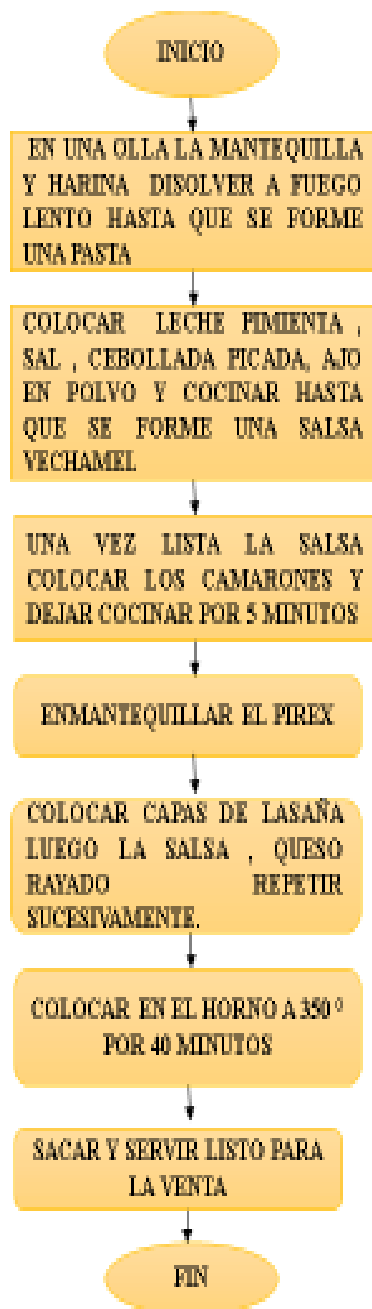 INICIO
EN UNA OLLA LA MANTEQUILLA
Y HARINA DISOLVER A FUEGO
LENTO HASTA QUE SE FORME
UNA PASTA
COLOCAR LECHE PIMIENTA ,
SAL , CEBOLLADA PICADA, AJO
EN POLVO Y COCINAR HASTA
QUE SE FORME UNA SALSA
VECHAMEL
UNA VEZ LISTA LA SALSA
COLOCAR LOS CAMARONES Y
DEJAR COCINAR POR 5 MINUTOS
ENMANTEQUILLAR EL PIREX
COLOCAR CAPAS DE LASAÑA
LUEGO LA SALSA , QUESO
RAYADO REPETIR
SUCESIVAMENTE.
COLOCAR EN EL HORNO A 350 º
POR 40 MINUTOS
SACAR Y SERVIR LISTO PARA
LA VENTA
FIN